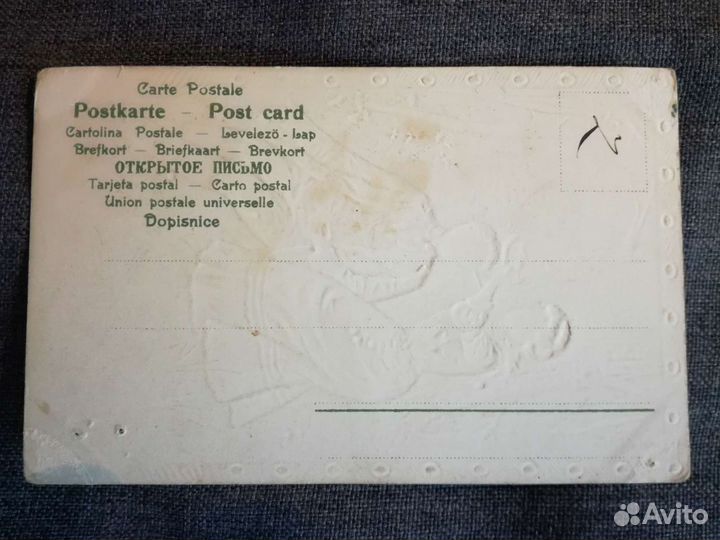 Carte Postale
Postkarte – Post card
Cartolina Postale — Levelezö - Lap
Brefkort — Briefkaart — Brevkort
ОТКРЫТОЕ ПИСЬМО
Tarjeta postal — Carto postal
Union postale universelle
Dopisnice
Avito